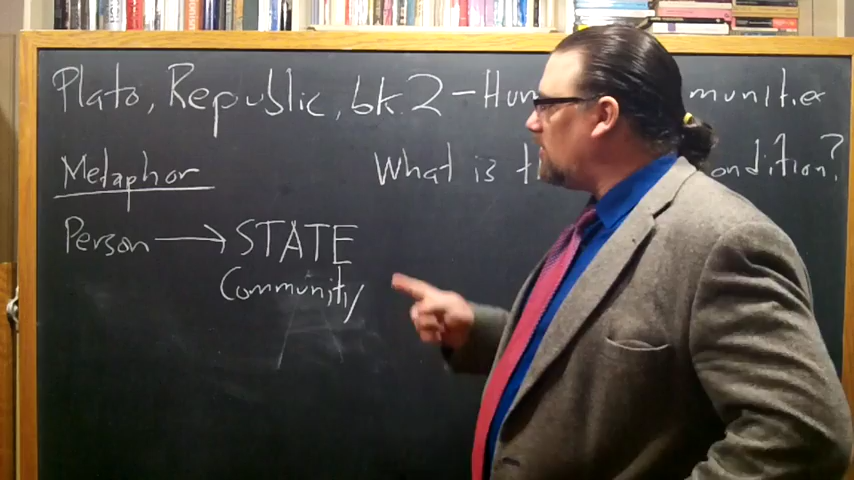 Plato, Republic, bk. 2 - Hum munities
What is t ondition?
Metaphor
Person → STATE
Community